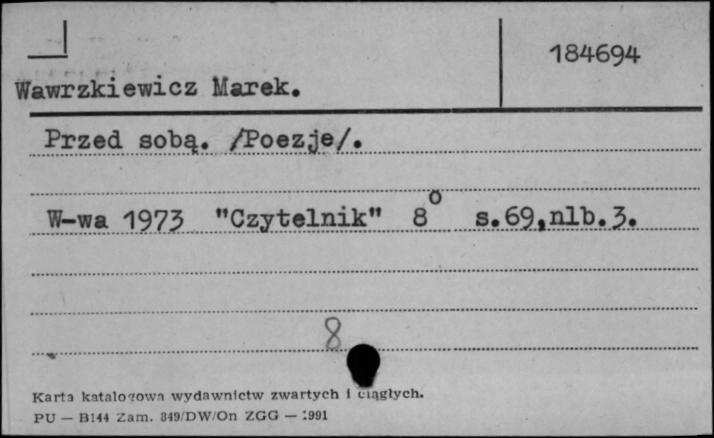 184694
Wawrzkiewicz Marek.
Przed sobą. /Poezje/.
W-wa 1973 "Czytelnik" 8° s.69,nlb.3.
8
Karta katalogowa wydawnictw zwartych i ciągłych.
PU — B144 Zam. 849/DW/On ZGG — 1991